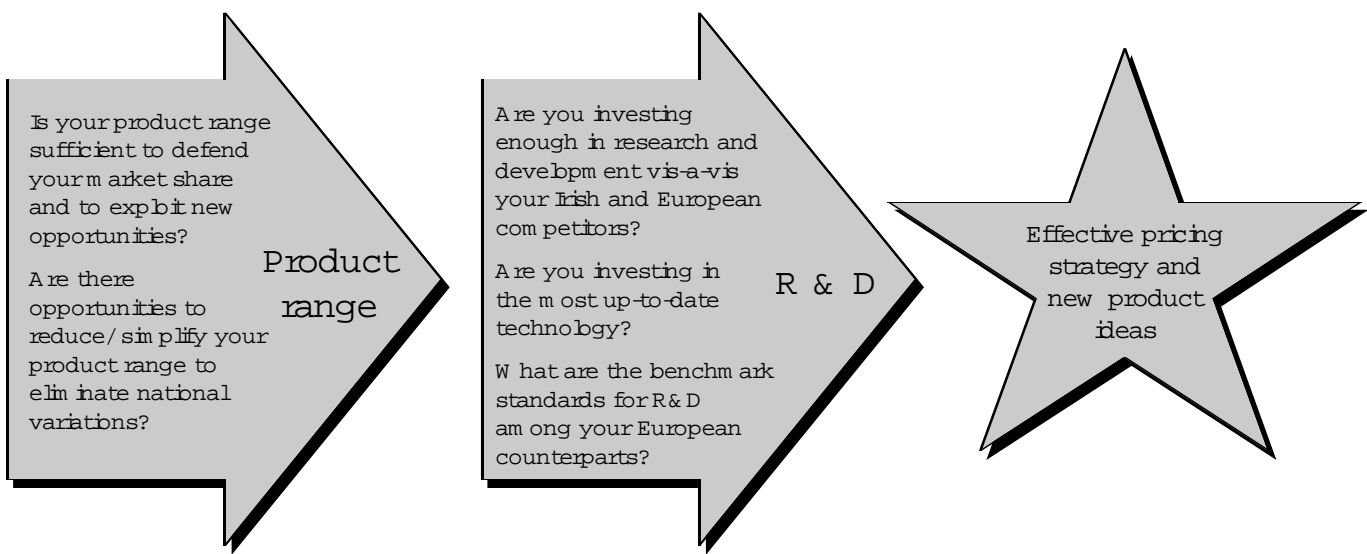 Is your product range
sufficient to defend
your market share
and to exploit new
opportunities?
Are there
opportunities to
reduce/simplify your
product range to
eliminate national
variations?
Product
range
Are you investing
enough in research and
development vis-a-vis
your Irish and European
competitors?
Are you investing in
the most up-to-date
technology?
What are the benchmark
standards for R&D
among your European
counterparts?
R & D
Effective pricing
strategy and
new product
ideas